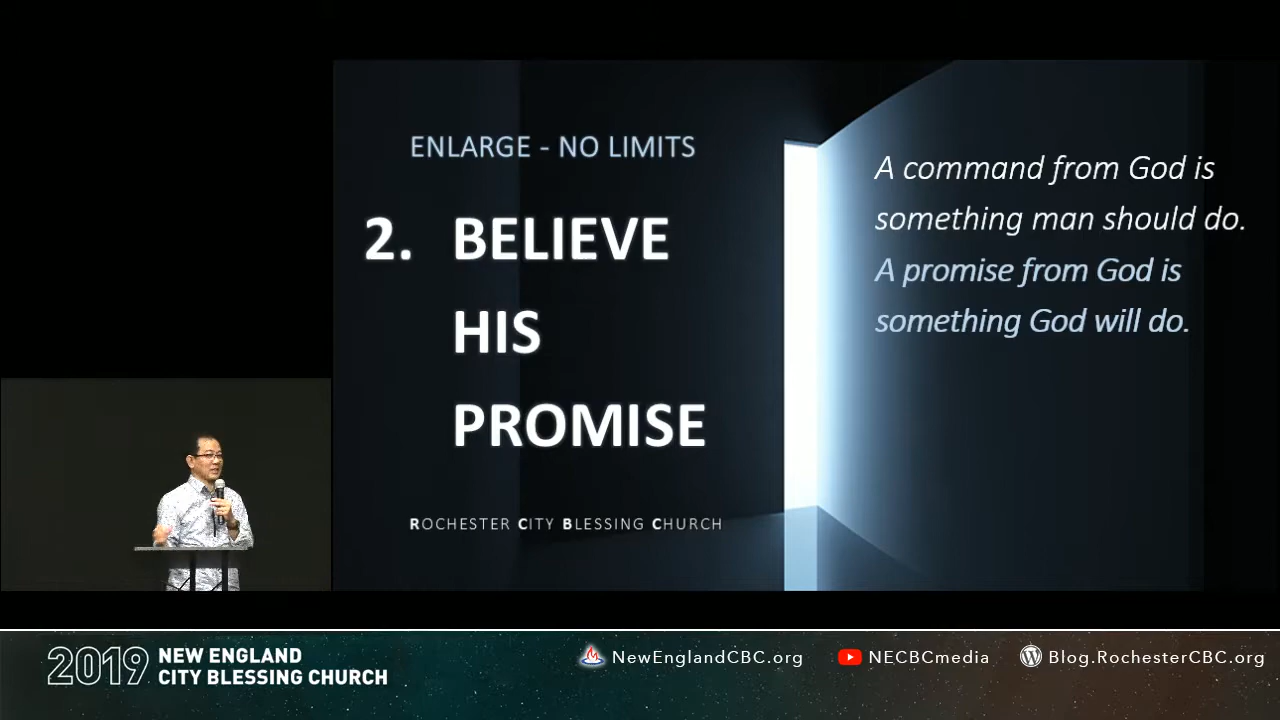 ENLARGE - NO LIMITS
2. BELIEVE
HIS
PROMISE
ROCHESTER CITY BLESSING CHURCH
A command from God is
something man should do.
A promise from God is
something God will do.
2019 NEW ENGLAND
CITY BLESSING CHURCH
NewEnglandCBC.org
NECBCmedia
Blog.RochesterCBC.org